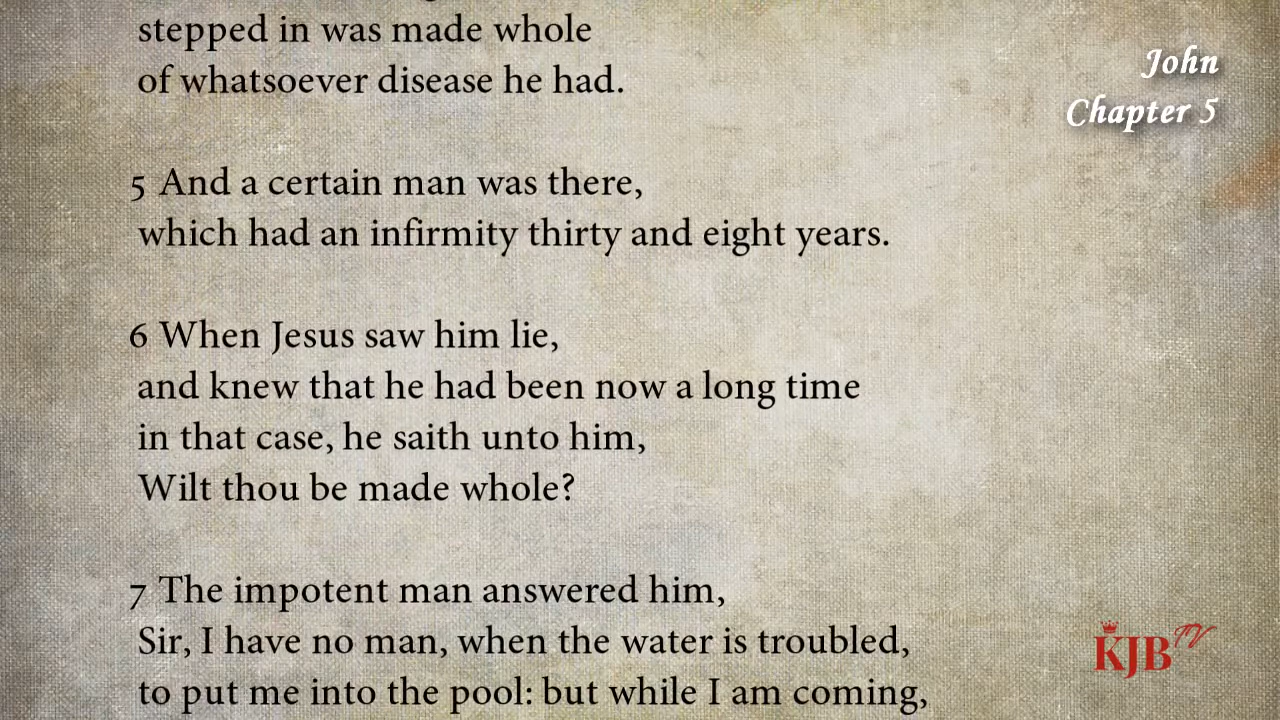 stepped in was made whole
of whatsoever disease he had.
John
Chapter 5
5 And a certain man was there,
which had an infirmity thirty and eight years.
6 When Jesus saw him lie,
and knew that he had been now a long time
in that case, he saith unto him,
Wilt thou be made whole?
7 The impotent man answered him,
Sir, I have no man, when the water is troubled,
to put me into the pool: but while I am coming,
KJB TV